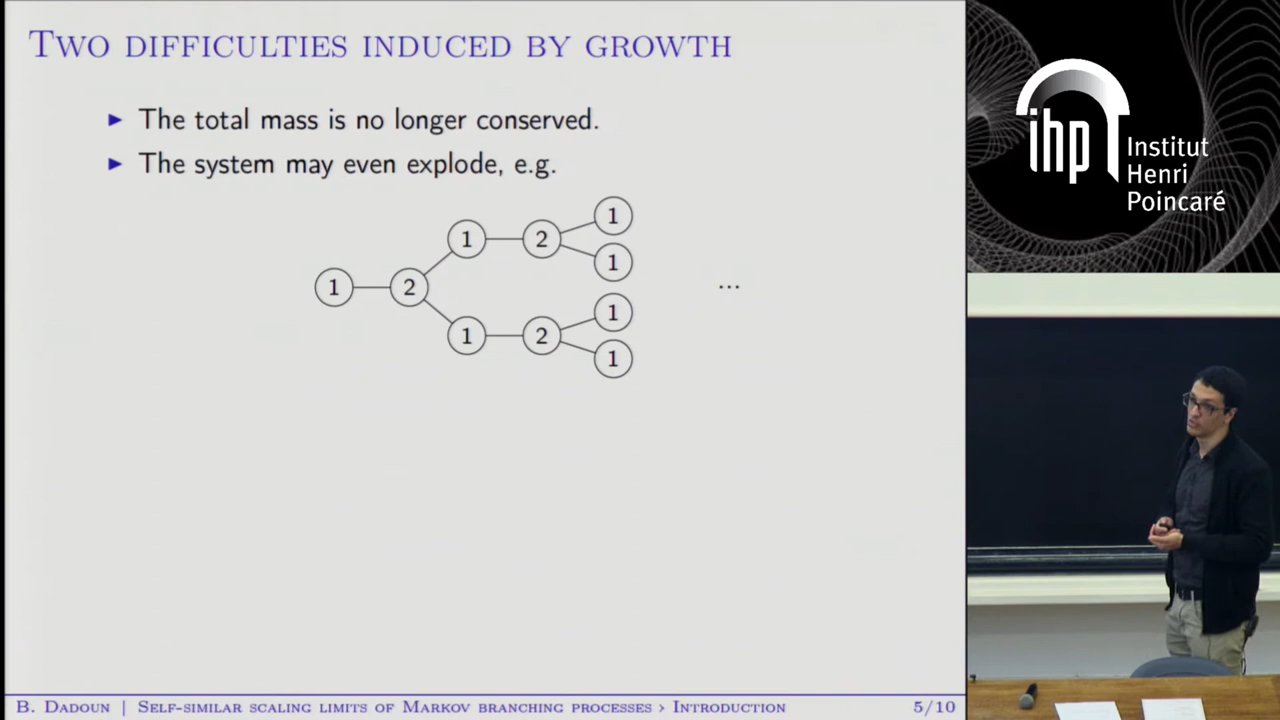 Two difficulties induced by growth
► The total mass is no longer conserved.
► The system may even explode, e.g.
1
1 2 1
1 2 ...
1
1 2 1
B. Dadoun | Self-similar scaling limits of Markov branching processes › Introduction 5/10
ihp Institut
Henri
Poincaré